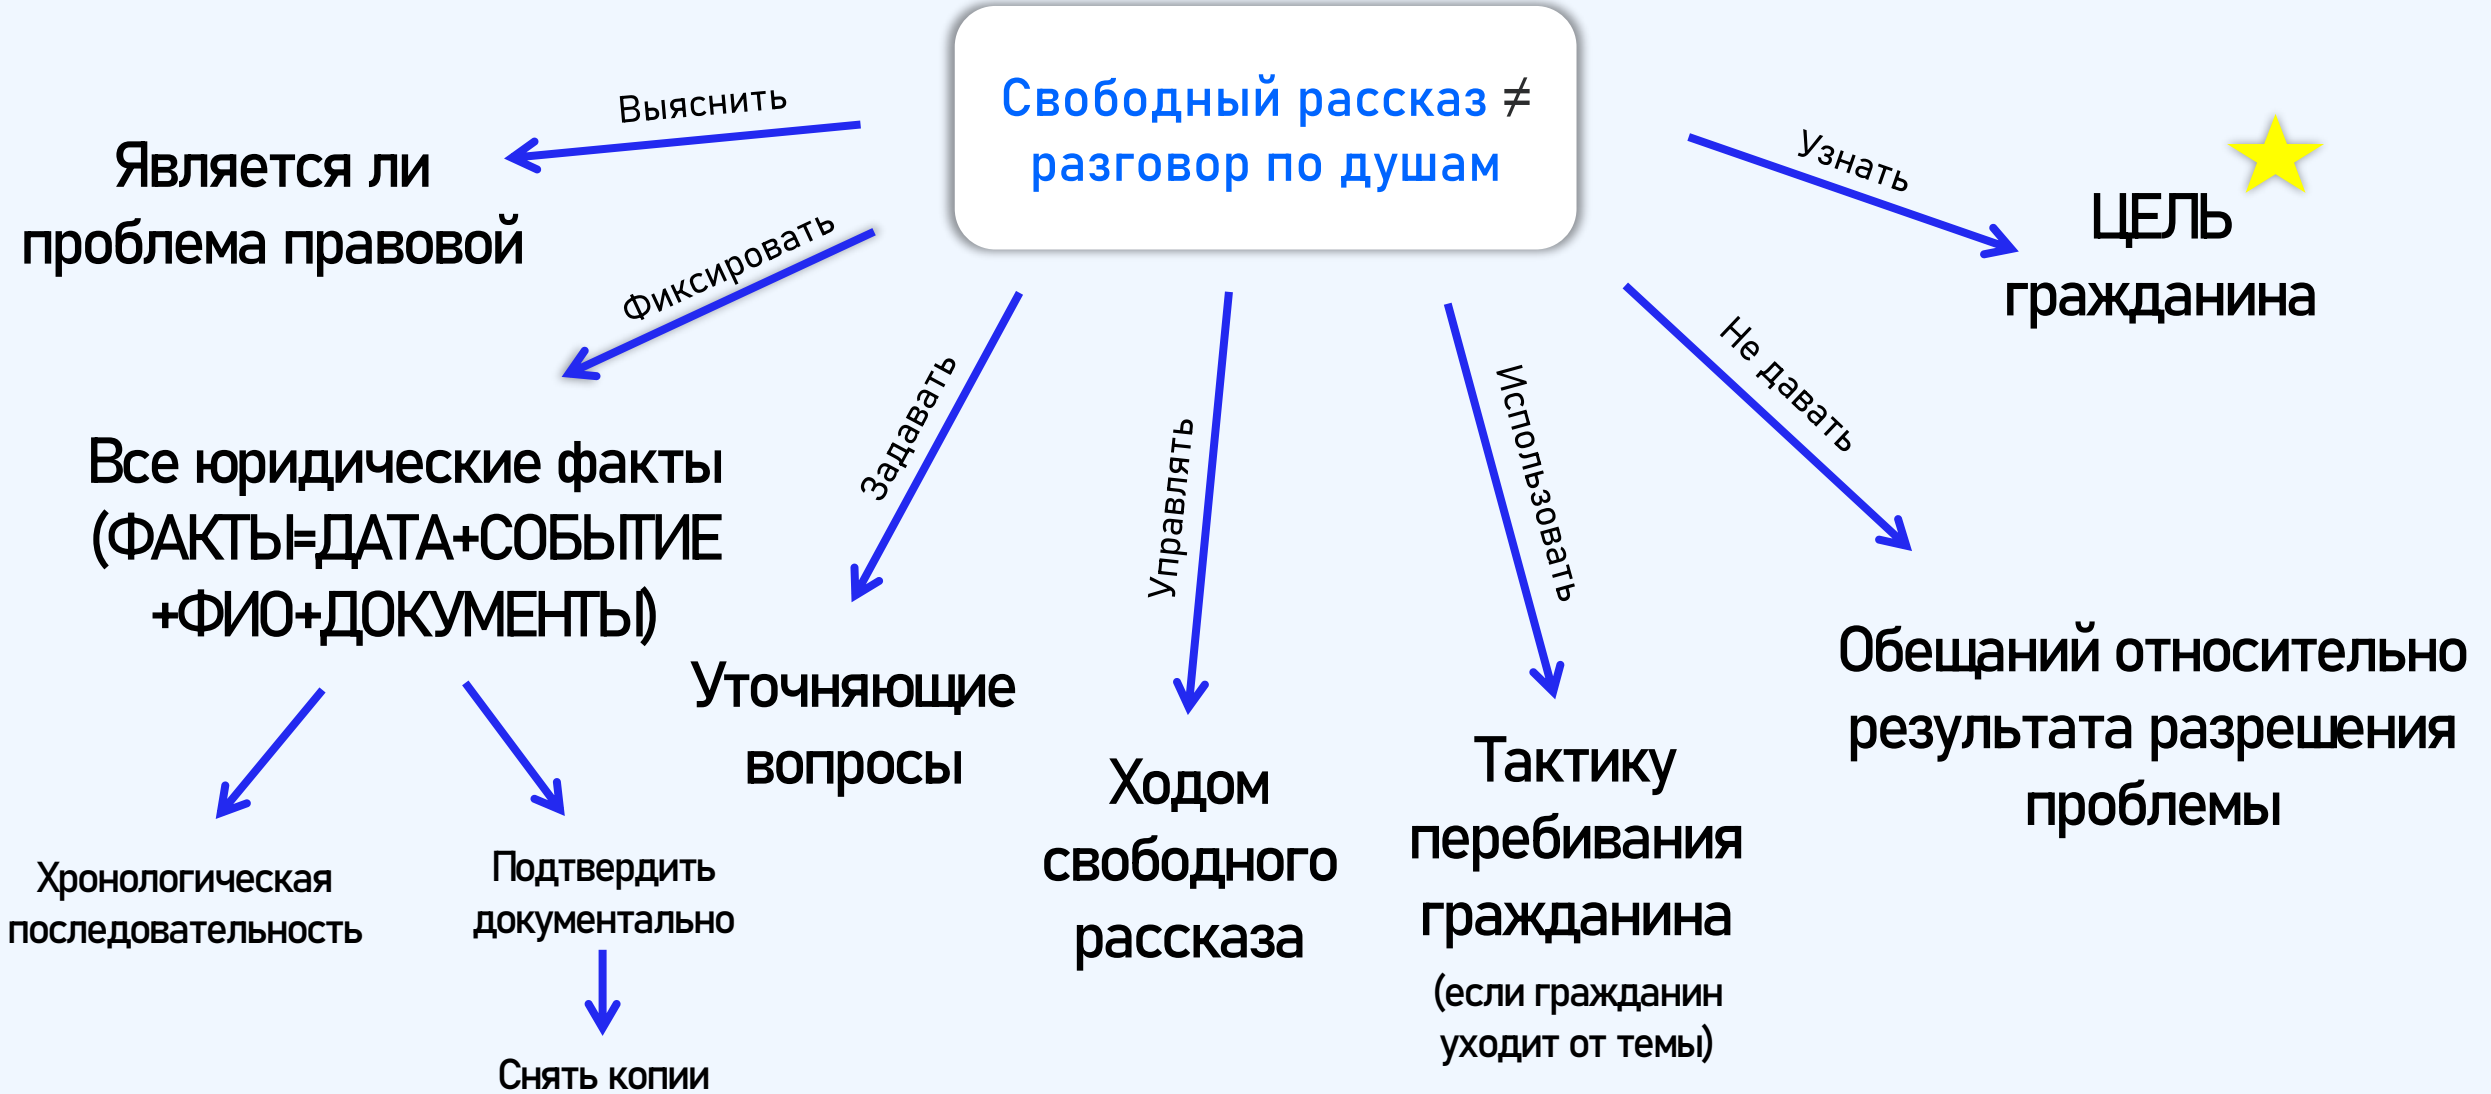 Свободный рассказ ≠
разговор по душам
Выяснить
Является ли
проблема правовой
Фиксировать
Все юридические факты
(ФАКТЫ=ДАТА+СОБЫТИЕ
+ФИО+ДОКУМЕНТЫ)
Хронологическая
последовательность
Подтвердить
документально
Снять копии
Задавать
Уточняющие
вопросы
Управлять
Ходом
свободного
рассказа
Использовать
Тактику
перебивания
гражданина
(если гражданин
уходит от темы)
Не давать
Обещаний относительно
результата разрешения
проблемы
Узнать
ЦЕЛЬ
гражданина